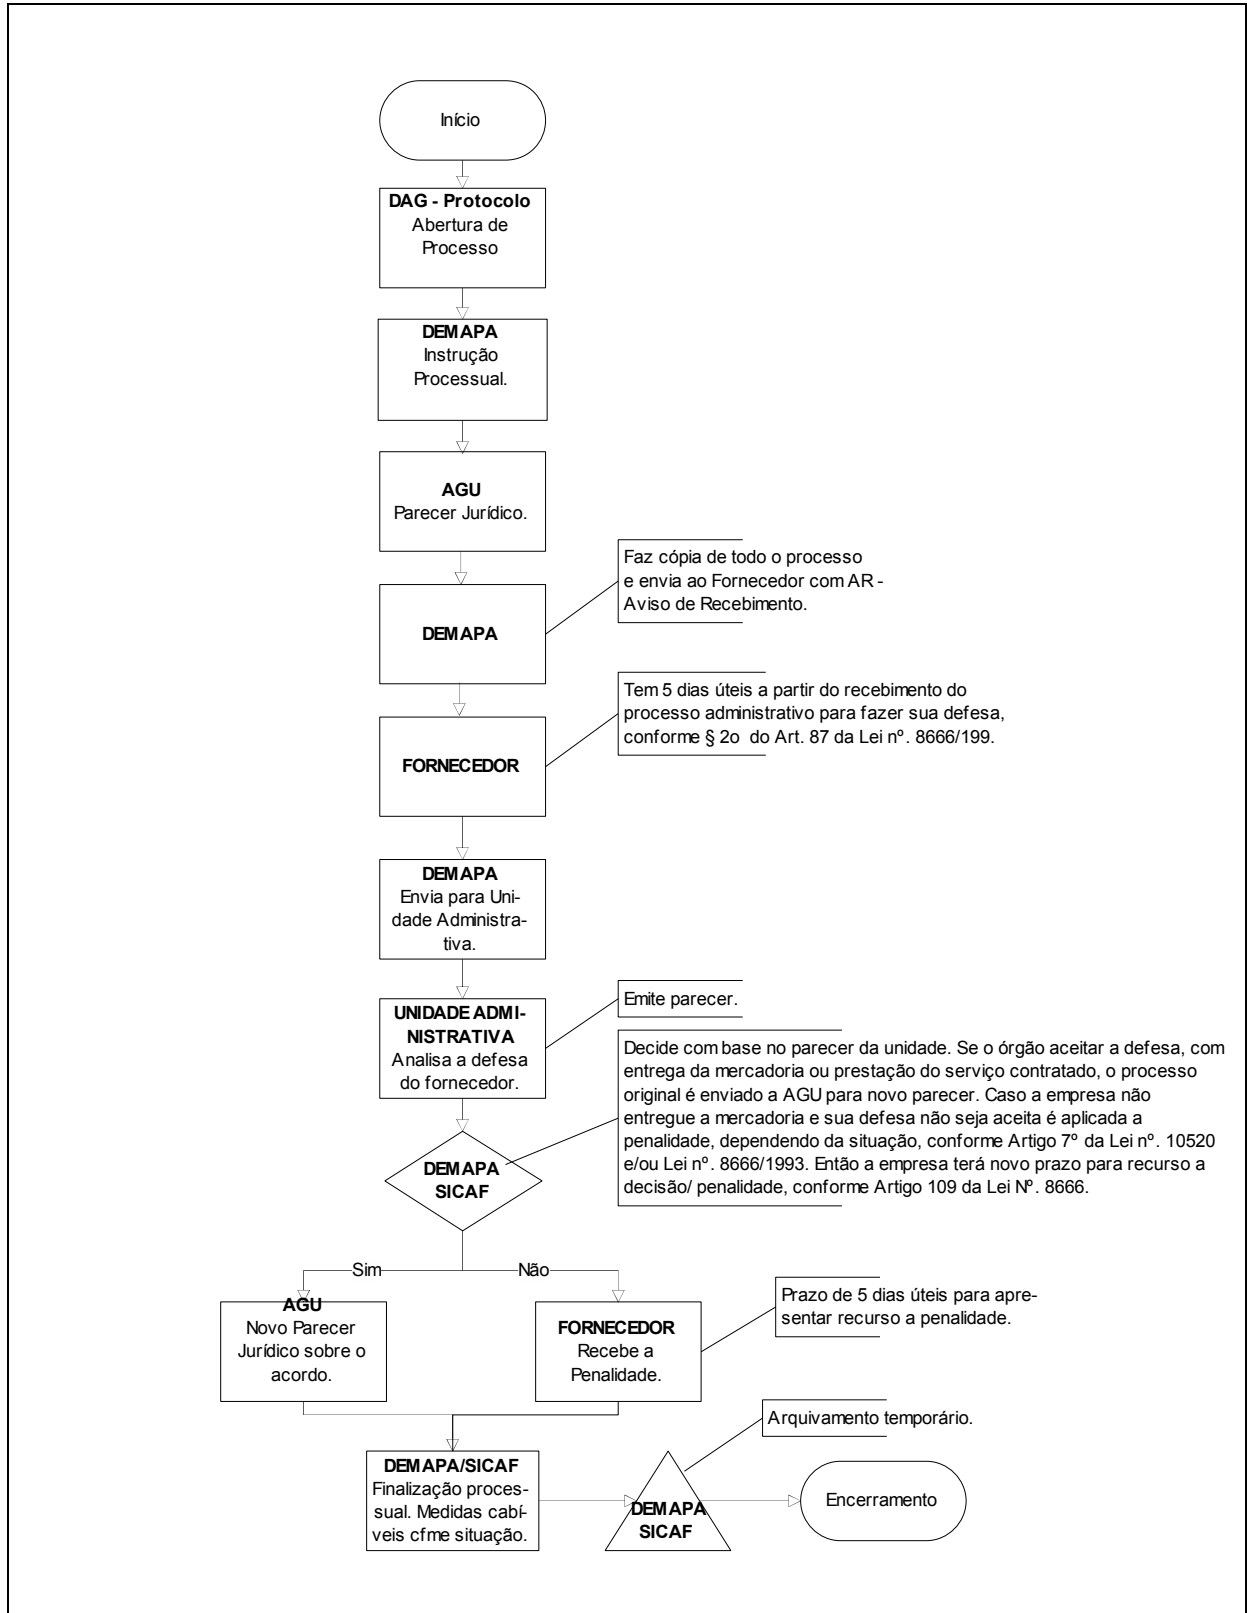 Início
DAG - Protocolo
Abertura de
Processo
DEMAPA
Instrução
Processual.
AGU
Parecer Jurídico.
Faz cópia de todo o processo
e envia ao Fornecedor com AR -
Aviso de Recebimento.
DEMAPA
Tem 5 dias úteis a partir do recebimento do
processo administrativo para fazer sua defesa,
conforme § 2o do Art. 87 da Lei nº. 8666/199.
FORNECEDOR
DEMAPA
Envia para Uni-
dade Administra-
tiva.
Emite parecer.
UNIDADE ADMI-
NISTRATIVA
Analisa a defesa
do fornecedor.
Decide com base no parecer da unidade. Se o órgão aceitar a defesa, com
entrega da mercadoria ou prestação do serviço contratado, o processo
original é enviado a AGU para novo parecer. Caso a empresa não
entregue a mercadoria e sua defesa não seja aceita é aplicada a
penalidade, dependendo da situação, conforme Artigo 7º da Lei nº. 10520
e/ou Lei nº. 8666/1993. Então a empresa terá novo prazo para recurso a
decisão/ penalidade, conforme Artigo 109 da Lei Nº. 8666.
DEMAPA
SICAF
Sim
Não
AGU
Novo Parecer
Jurídico sobre o
acordo.
FORNECEDOR
Recebe a
Penalidade.
Prazo de 5 dias úteis para apre-
sentar recurso a penalidade.
Arquivamento temporário.
DEMAPA/SICAF
Finalização proces-
sual. Medidas cabí-
veis cfme situação.
DEMAPA
SICAF
Encerramento